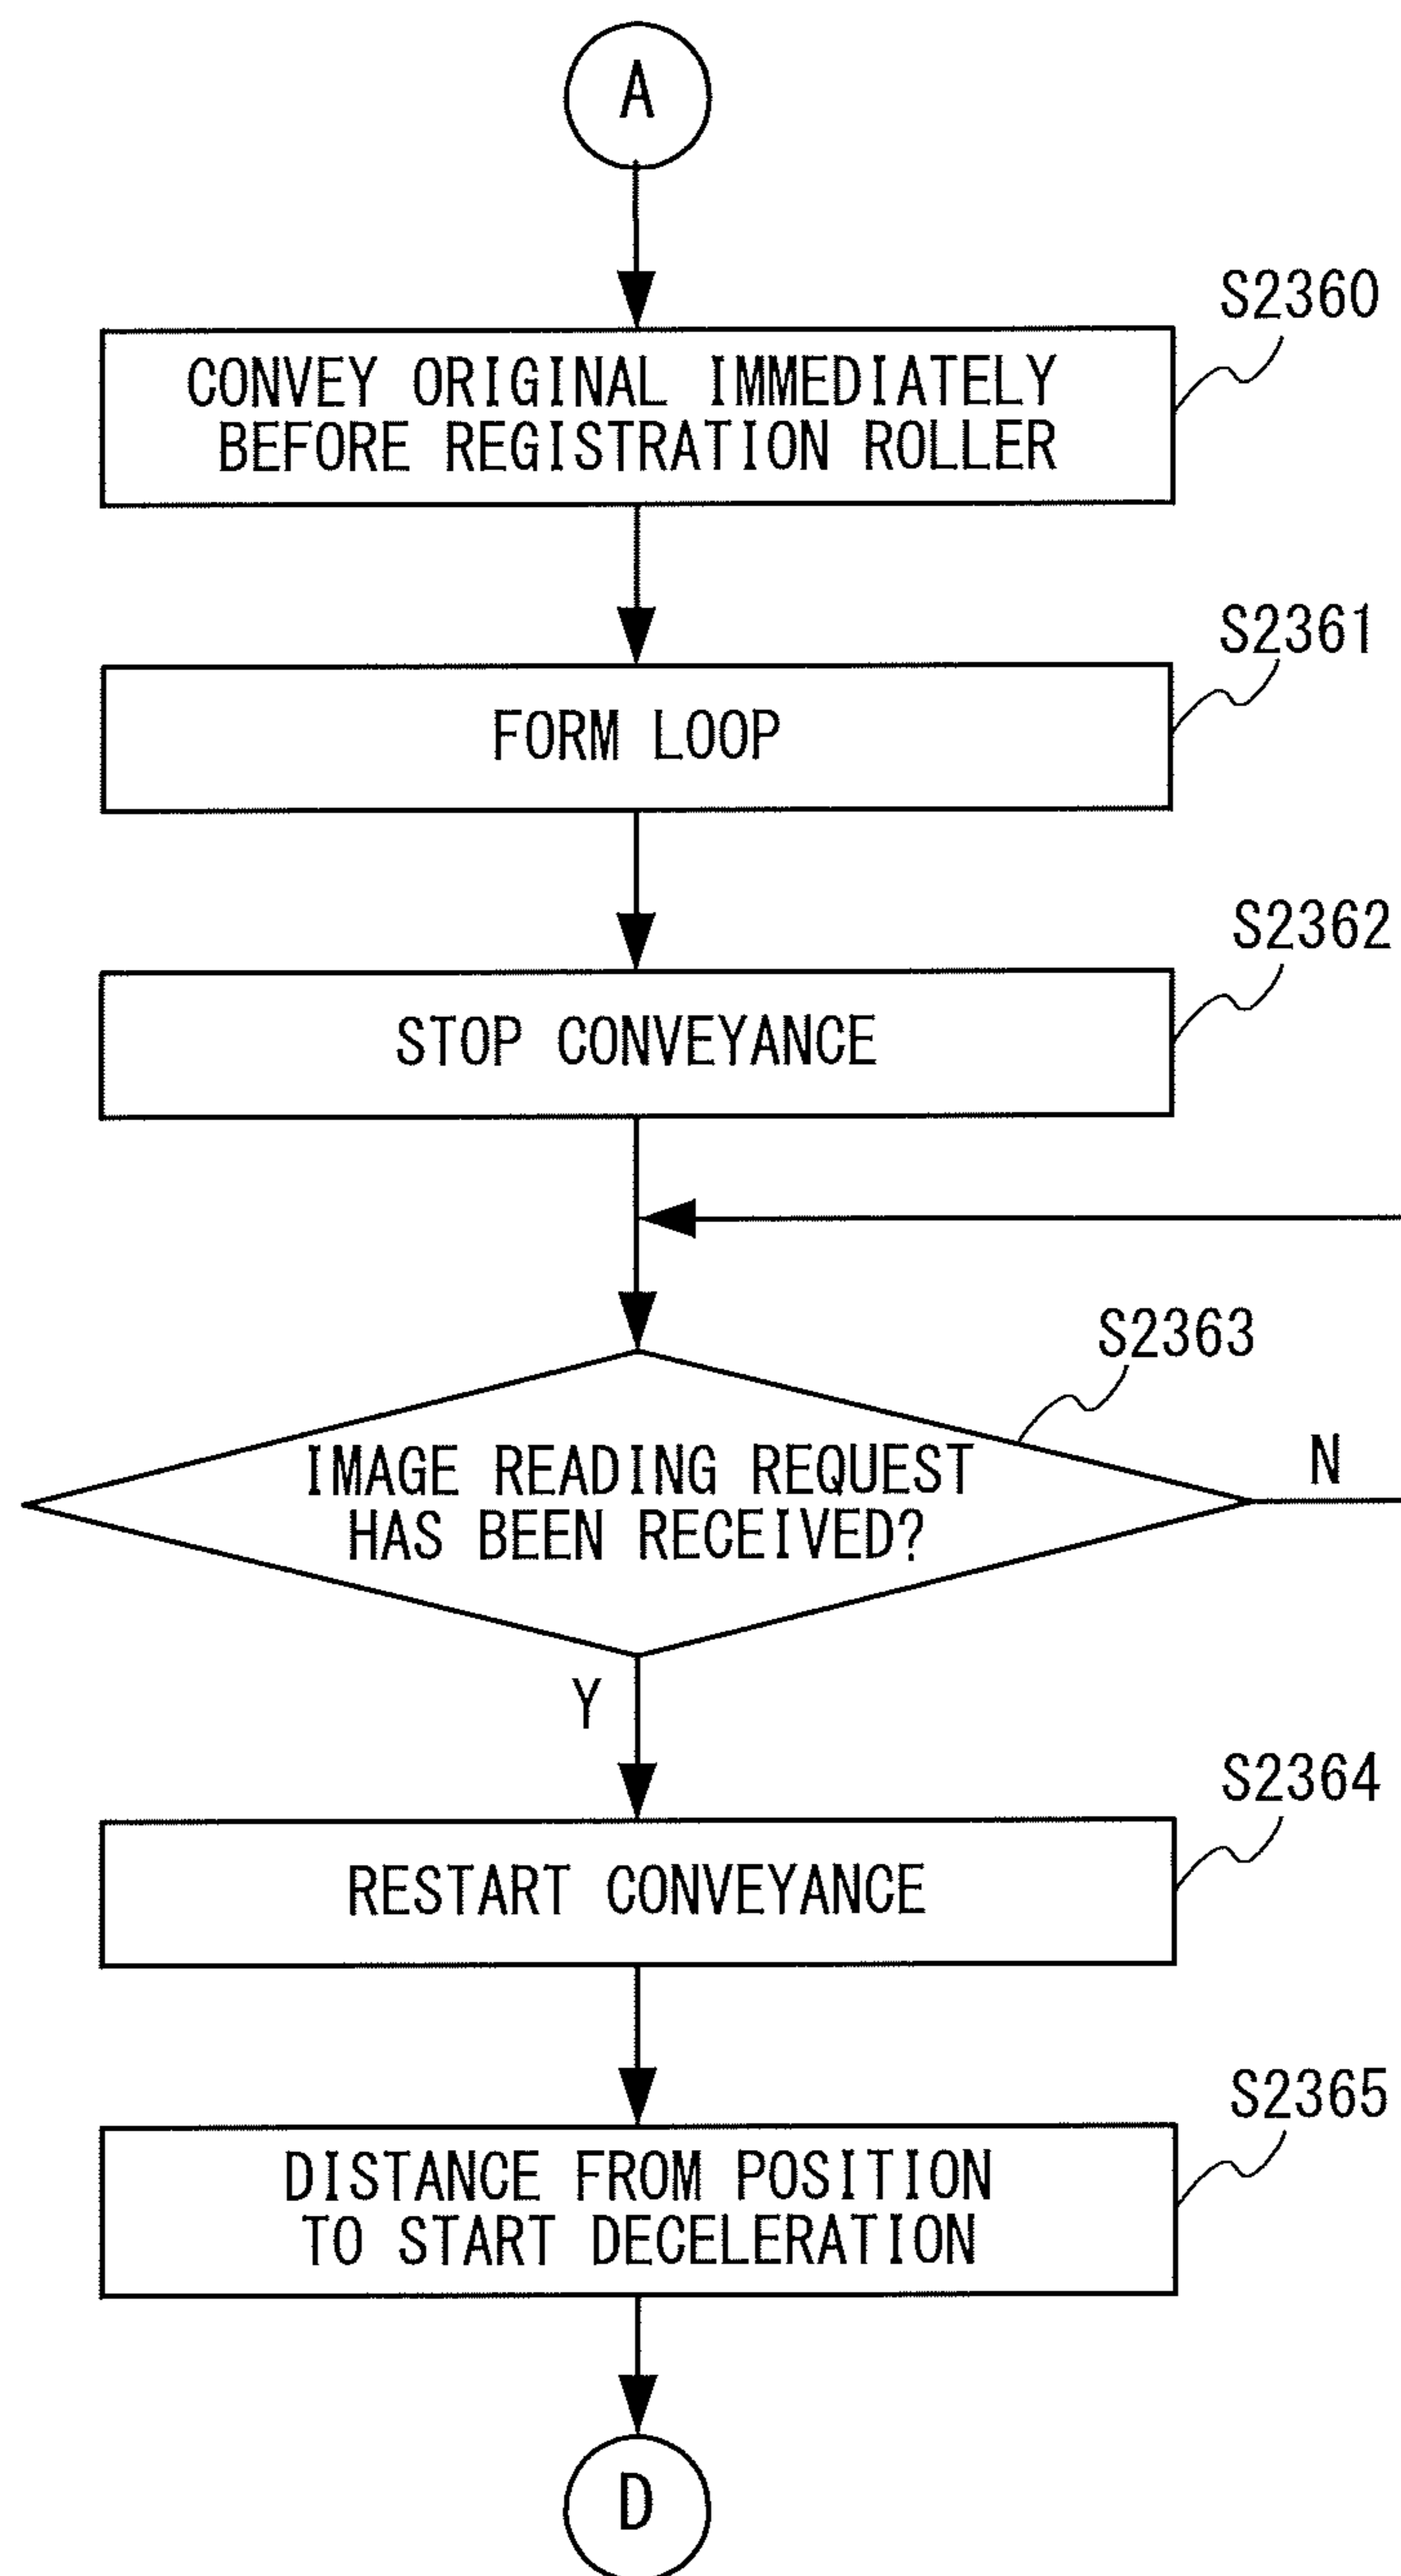 A
S2360
CONVEY ORIGINAL IMMEDIATELY
BEFORE REGISTRATION ROLLER
S2361
FORM LOOP
S2362
STOP CONVEYANCE
S2363
IMAGE READING REQUEST
HAS BEEN RECEIVED?
N
Y
S2364
RESTART CONVEYANCE
S2365
DISTANCE FROM POSITION
TO START DECELERATION
D